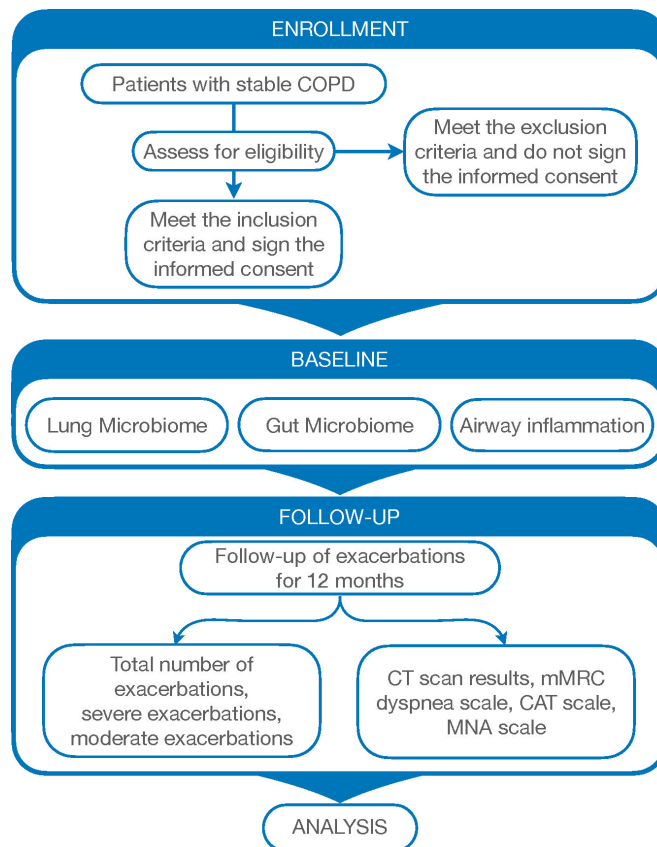 ENROLLMENT
Patients with stable COPD
Assess for eligibility
Meet the exclusion
criteria and do not sign
the informed consent
Meet the inclusion
criteria and sign the
informed consent
BASELINE
Lung Microbiome
Gut Microbiome
Airway inflammation
FOLLOW-UP
Follow-up of exacerbations
for 12 months
Total number of
exacerbations,
severe exacerbations,
moderate exacerbations
CT scan results, mMRC
dyspnea scale, CAT scale,
MNA scale
ANALYSIS